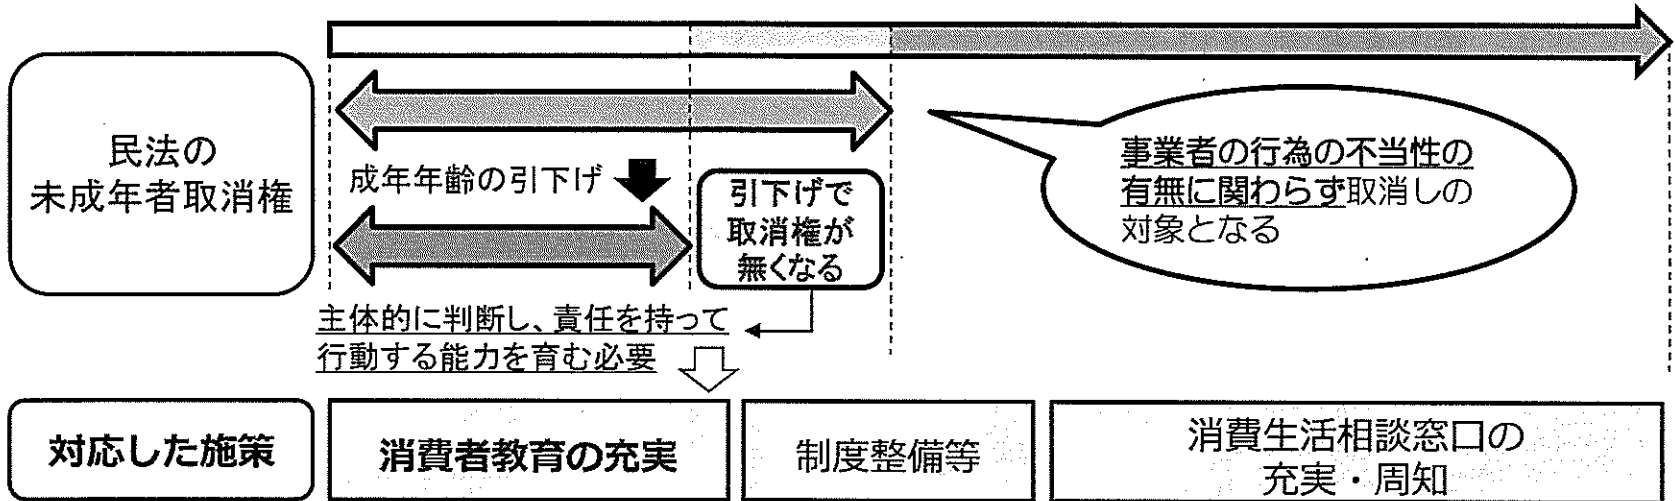 民法の
未成年者取消権
成年年齢の引下げ
引下げで
取消権が
無くなる
事業者の行為の不当性の
有無に関わらず取消しの
対象となる
主体的に判断し、責任を持って
行動する能力を育む必要
対応した施策
消費者教育の充実
制度整備等
消費生活相談窓口の
充実・周知